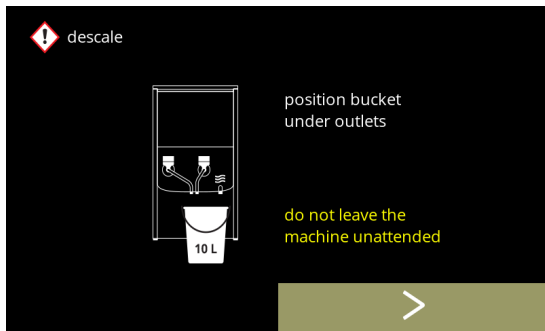 descale
position bucket
under outlets
10 L
do not leave the
machine unattended